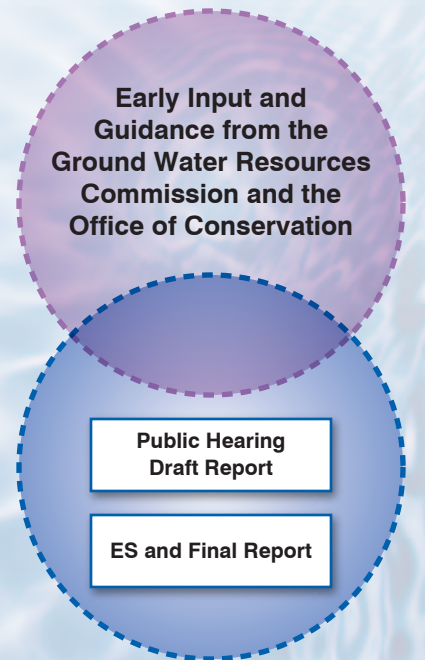 Early Input and
Guidance from the
Ground Water Resources
Commission and the
Office of Conservation
Public Hearing
Draft Report
ES and Final Report